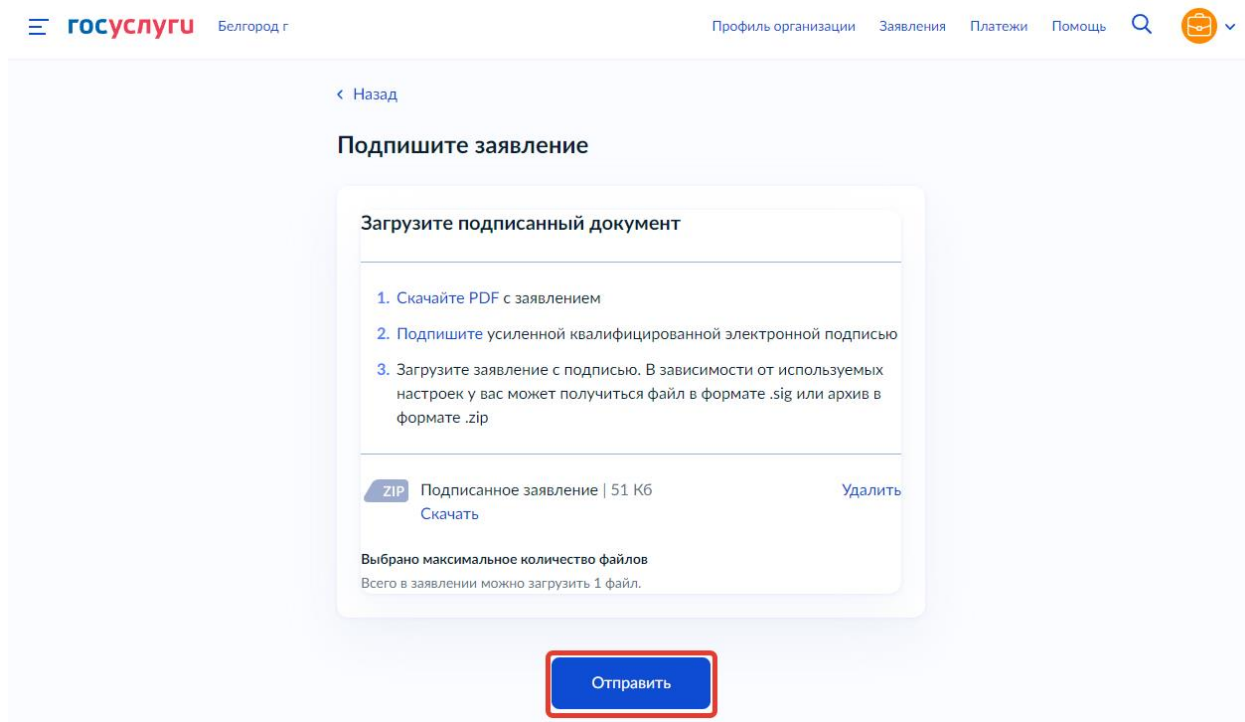 госуслуги Белгород г Профиль организации Заявления Платежи Помощь
Назад
Подпишите заявление
Загрузите подписанный документ
1. Скачайте PDF с заявлением
2. Подпишите усиленной квалифицированной электронной подписью
3. Загрузите заявление с подписью. В зависимости от используемых
настроек у вас может получиться файл в формате .sig или архив в
формате .zip
ZIP Подписанное заявление | 51 Кб Удалить
Скачать
Выбрано максимальное количество файлов
Всего в заявлении можно загрузить 1 файл.
Отправить